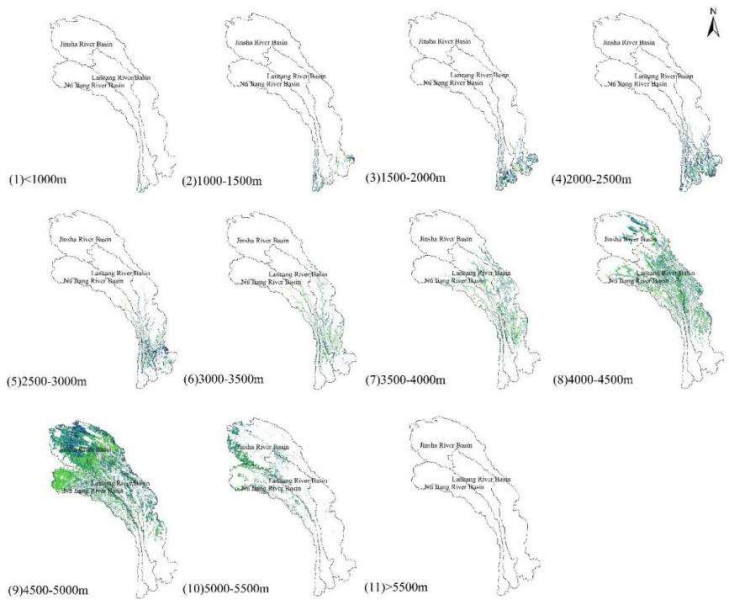 N
Jinsha River Basin
Lancang River Basin
Nu Jiang River Basin
(1)<1000m
Jinsha River Basin
Lancang River Basin
Nu Jiang River Basin
(2)1000-1500m
Jinsha River Basin
Lancang River Basin
Nu Jiang River Basin
(3)1500-2000m
Jinsha River Basin
Lancang River Basin
Nu Jiang River Basin
(4)2000-2500m
Jinsha River Basin
Lancang River Basin
Nu Jiang River Basin
(5)2500-3000m
Jinsha River Basin
Lancang River Basin
Nu Jiang River Basin
(6)3000-3500m
Jinsha River Basin
Lancang River Basin
Nu Jiang River Basin
(7)3500-4000m
Jinsha River Basin
Lancang River Basin
Nu Jiang River Basin
(8)4000-4500m
Jinsha River Basin
Lancang River Basin
Nu Jiang River Basin
(9)4500-5000m
Jinsha River Basin
Lancang River Basin
Nu Jiang River Basin
(10)5000-5500m
Jinsha River Basin
Lancang River Basin
Nu Jiang River Basin
(11)>5500m